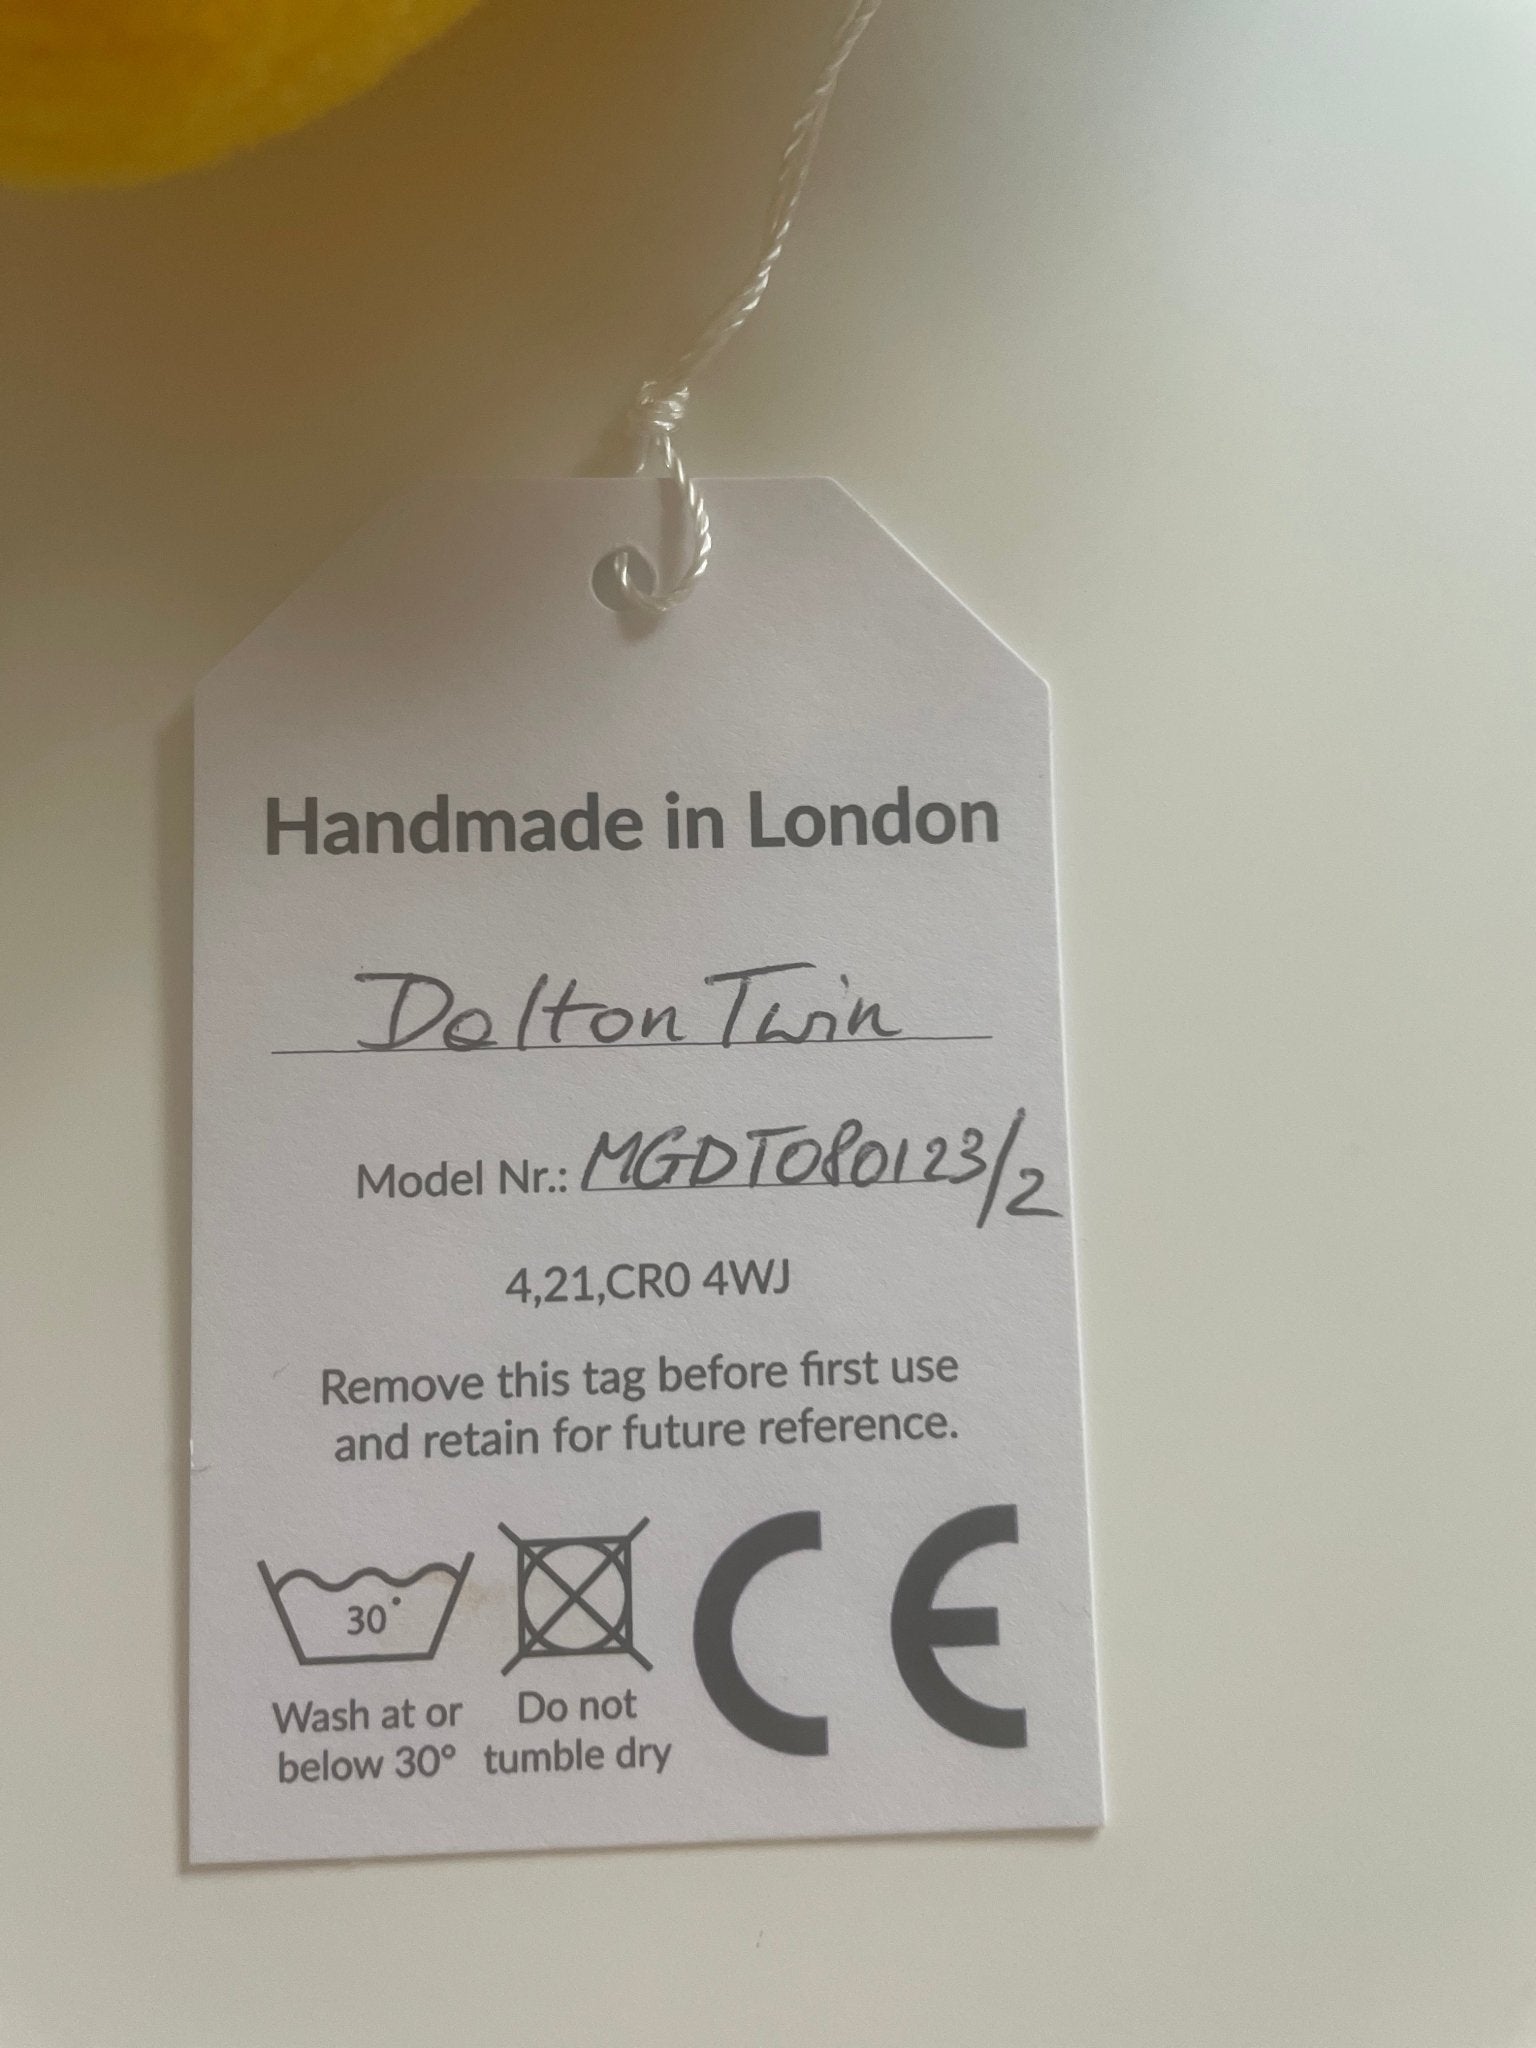 Handmade in London
Dalton Twin
Model Nr.: MGDT080123/2
4,21,CR0 4WJ
Remove this tag before first use
and retain for future reference.
30°
CE
Wash at or Do not
below 30° tumble dry